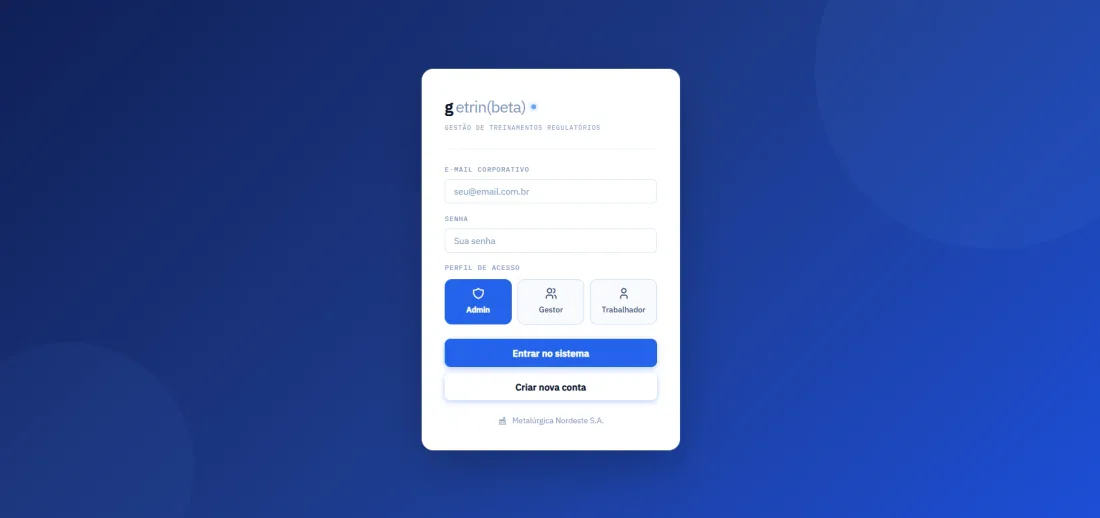 getrin(beta)
GESTÃO DE TREINAMENTOS REGULATÓRIOS
E-MAIL CORPORATIVO
seu@email.com.br
SENHA
Sua senha
PERFIL DE ACESSO
Admin Gestor Trabalhador
Entrar no sistema
Criar nova conta
Metalúrgica Nordeste S.A.